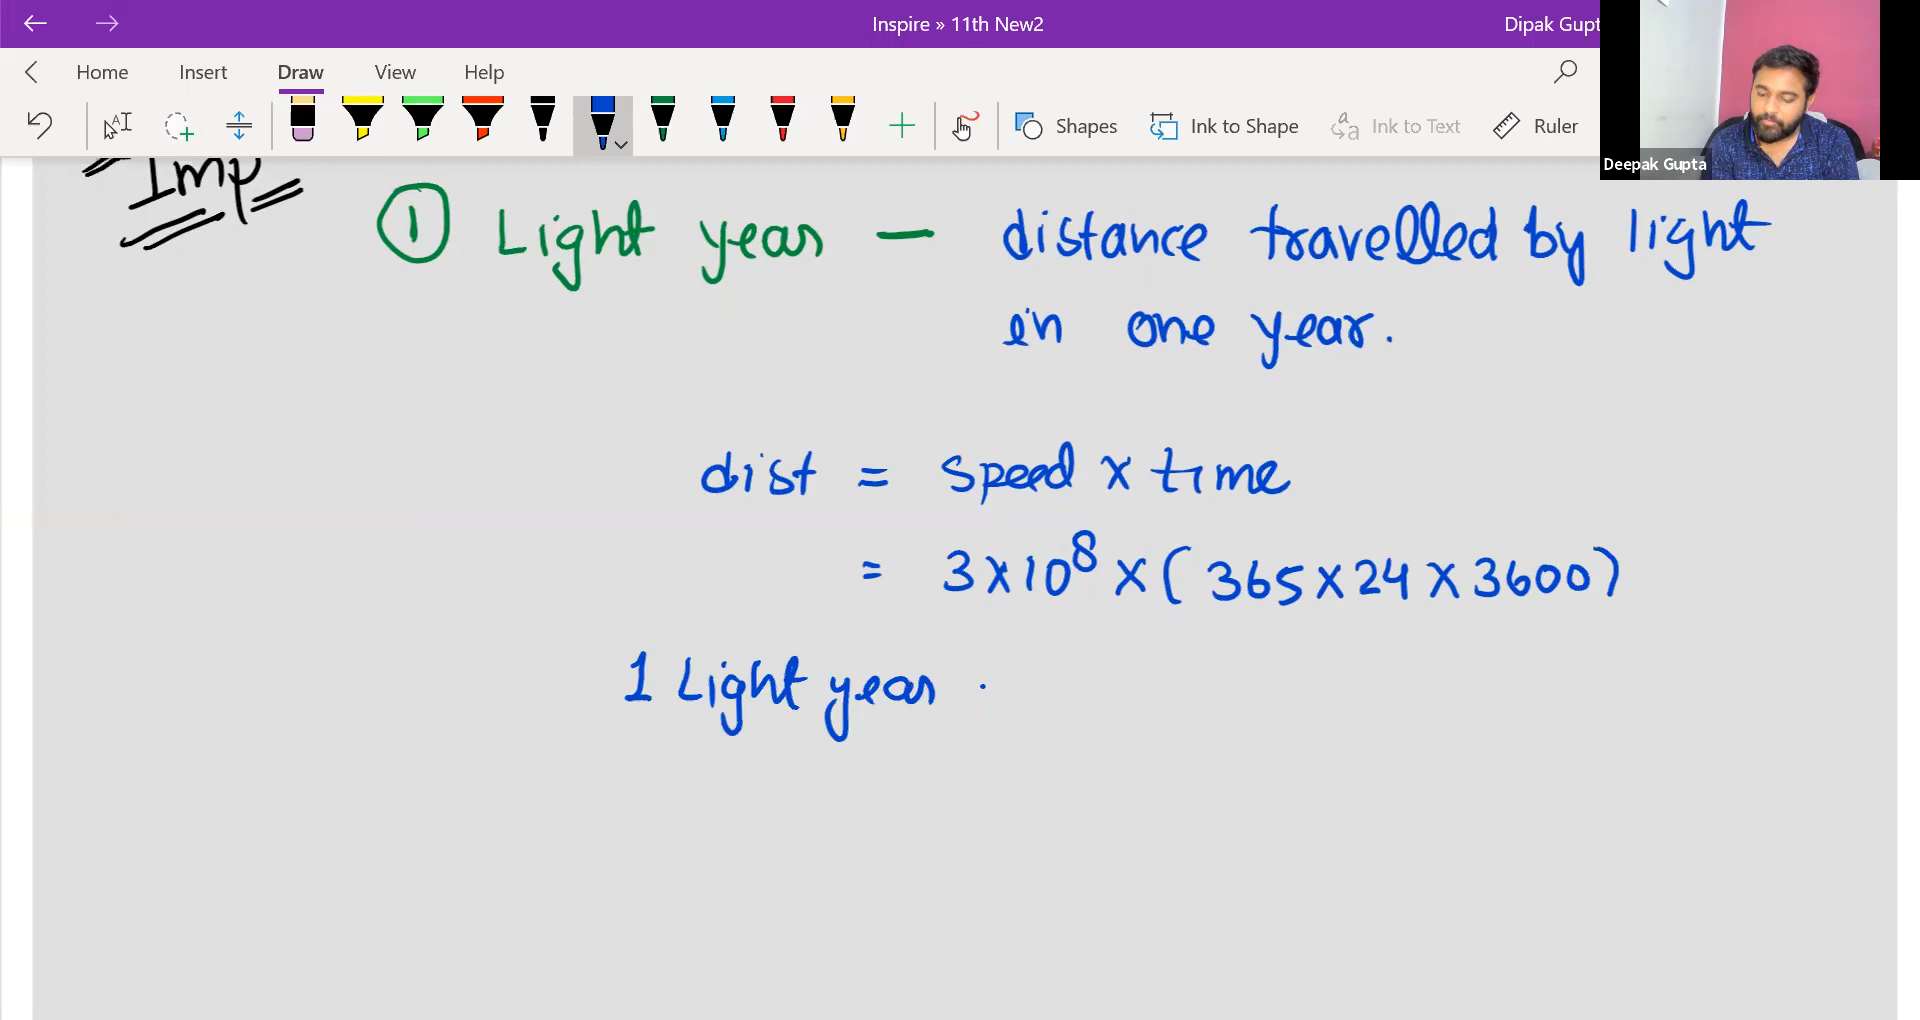 Inspire » 11th New2
Dipak Gupt
Home Insert Draw View Help
Shapes Ink to Shape Ink to Text Ruler
Deepak Gupta
Imp
① Light year — distance travelled by light
in one year.
dist = speed x time
= 3 x 10⁸ x ( 365 x 24 x 3600 )
1 Light year